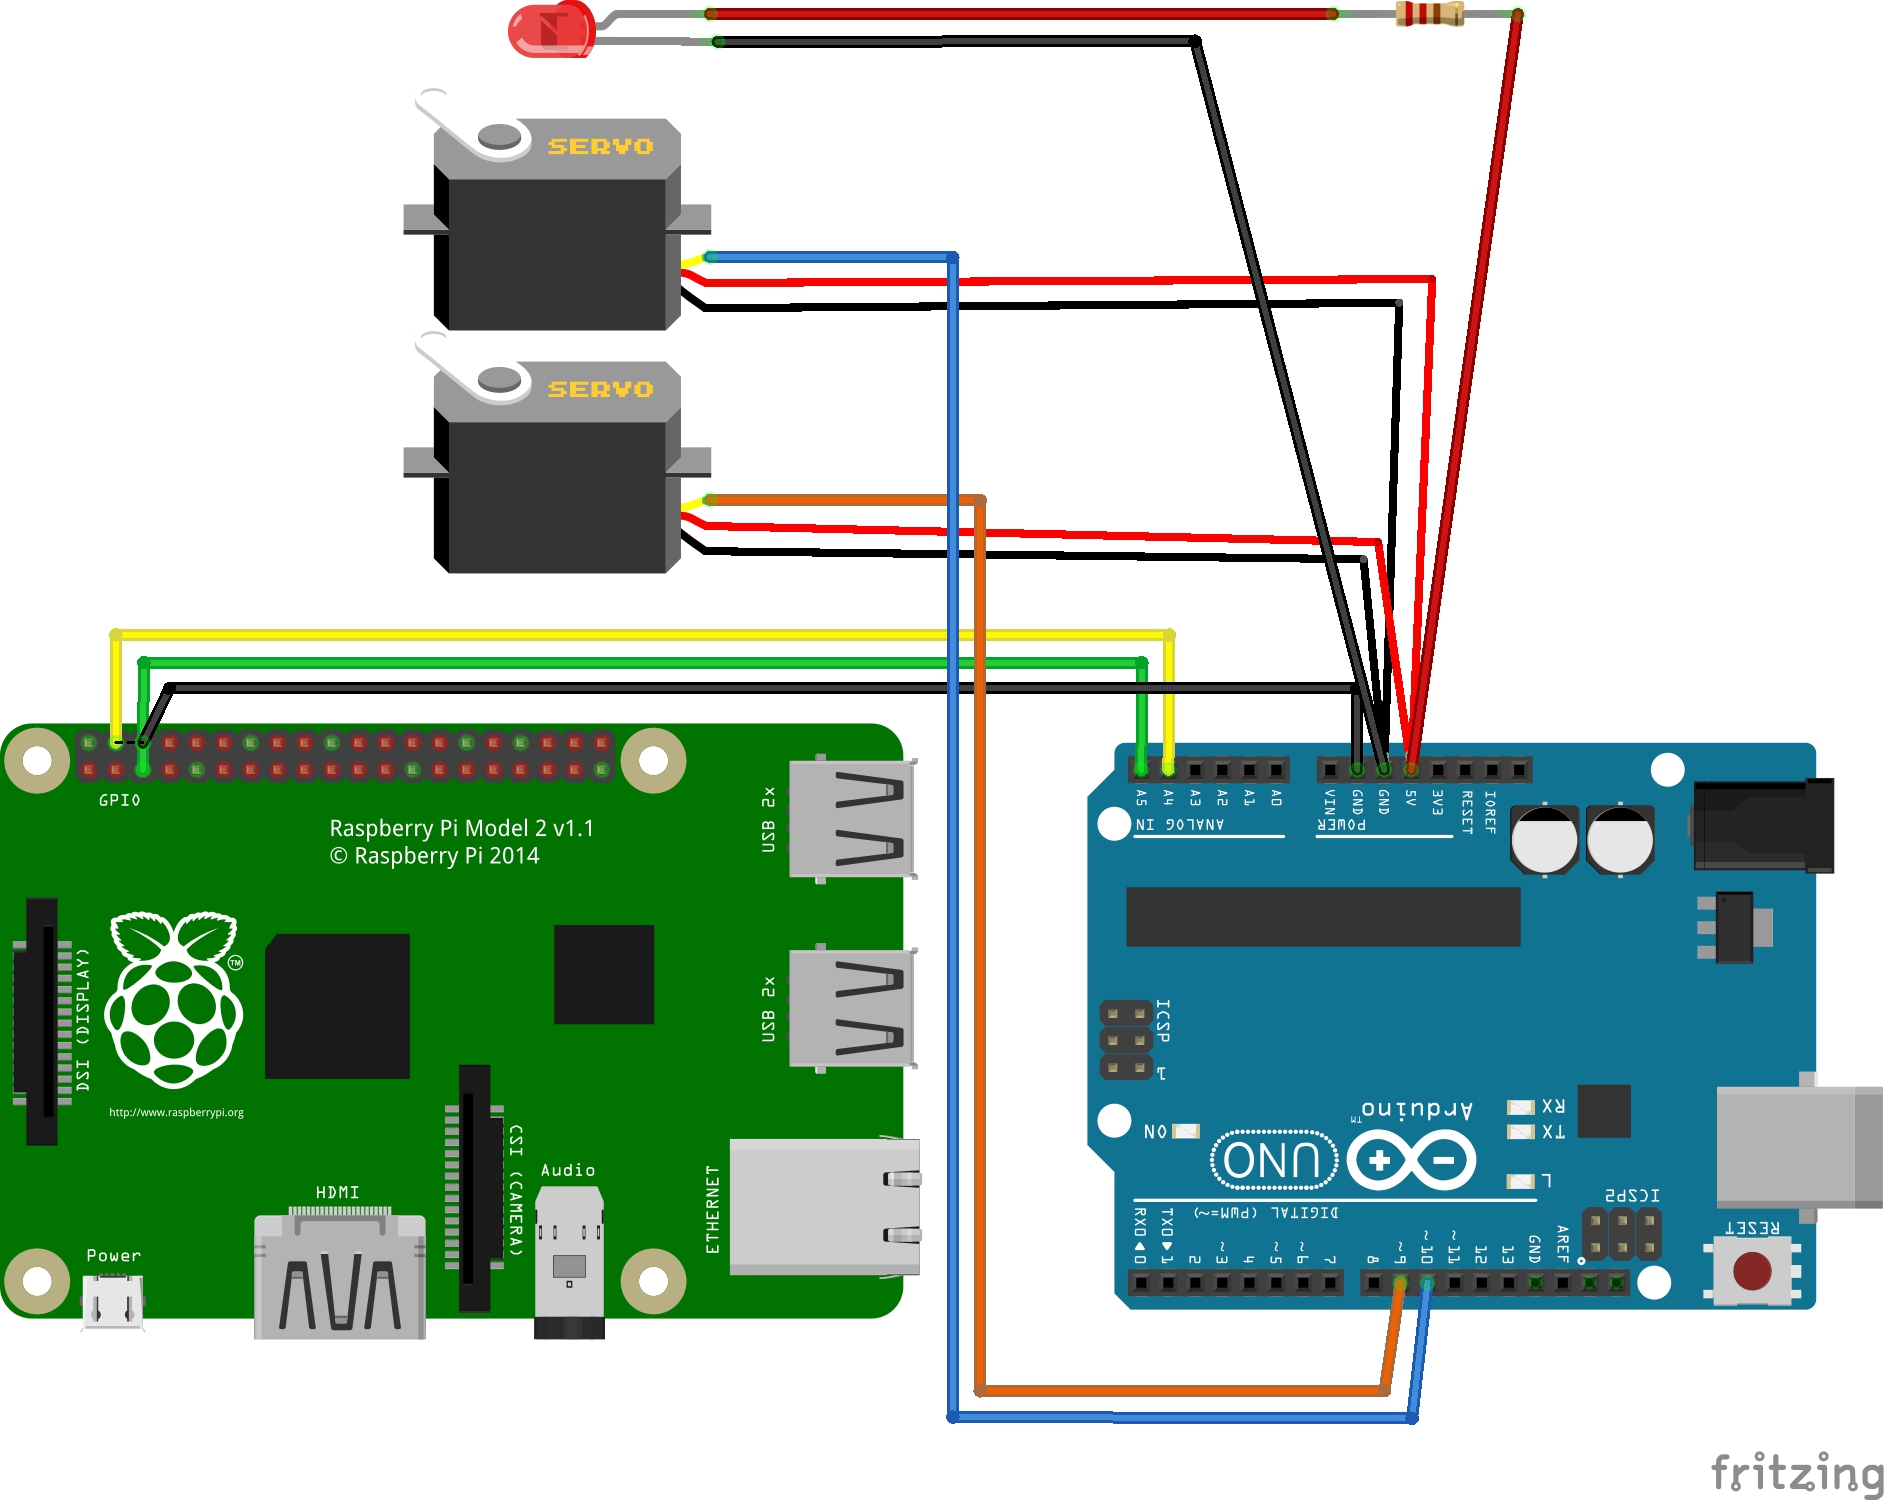 SERVO
SERVO
GPIO
Raspberry Pi Model 2 v1.1
© Raspberry Pi 2014
USB 2x
USB 2x
DSI (DISPLAY)
TM
http://www.raspberrypi.org
CSI (CAMERA)
Audio
HDMI
ETHERNET
Power
A5 A4 A3 A2 A1 A0
ANALOG IN
VIN GND GND 5V 3V3 RESET IOREF
POWER
ICSP
1
Arduino
TM
UNO
ON
RX
TX
L
ICSP2
RESET
DIGITAL (PWM=~)
RX0 ◀ 0 TX0 ▶ 1 2 ~3 4 ~5 ~6 7 8 ~9 ~10 ~11 12 13 GND AREF
fritzing